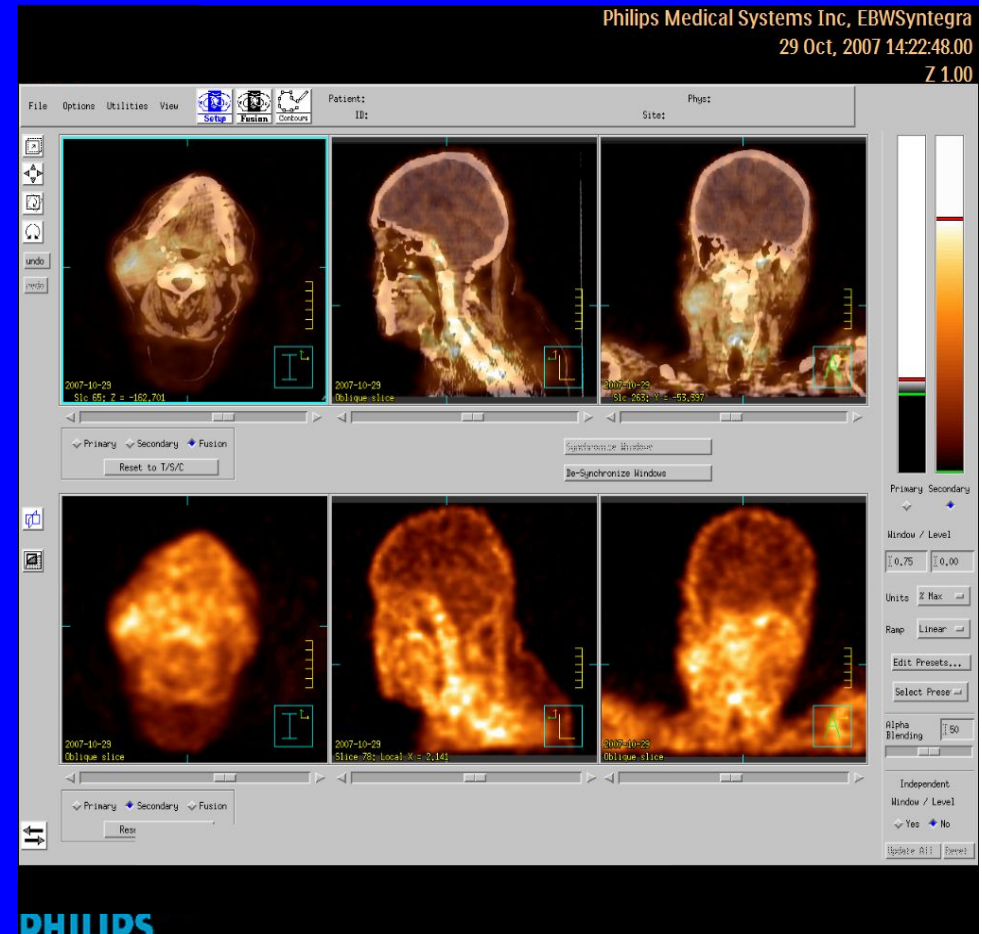 Philips Medical Systems Inc, EBWSyntegra
29 Oct, 2007 14:22:48.00
Z 1.00
File Options Utilities View
Setup Fusion Contours
Patient: Phys:
ID: Site:
undo
redo
2007-10-29
Slc 65; Z = -162.701
2007-10-29
Oblique slice
2007-10-29
Slc 263; Y = -53.597
I
L
A
Primary Secondary Fusion
Reset to T/S/C
Synchronize Windows
De-Synchronize Windows
Primary Secondary
Window / Level
0.75 0.00
Units % Max
Ramp Linear
Edit Presets...
Select Prese
Alpha
Blending 50
Independent
Window / Level
Yes No
Update All Reset
2007-10-29
Oblique slice
2007-10-29
Slice 78; Local X = 2.141
2007-10-29
Oblique slice
I
L
A
Primary Secondary Fusion
Rese
PHILIPS